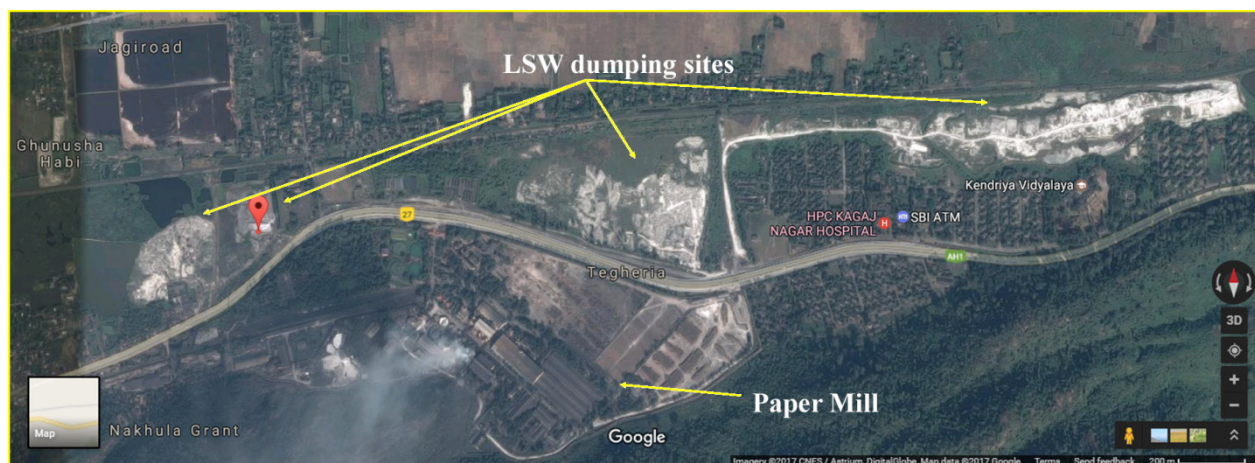 Jagiroad
LSW dumping sites
Ghunusha
Habi
Kendriya Vidyalaya
27
HPC KAGAJ
NAGAR HOSPITAL
H
SBI ATM
Tegheria
AH1
3D
Paper Mill
Map
Nakhula Grant
Google
Imagery ©2017 CNES / Astrium, DigitalGlobe, Map data ©2017 Google Terms Send feedback 200 m